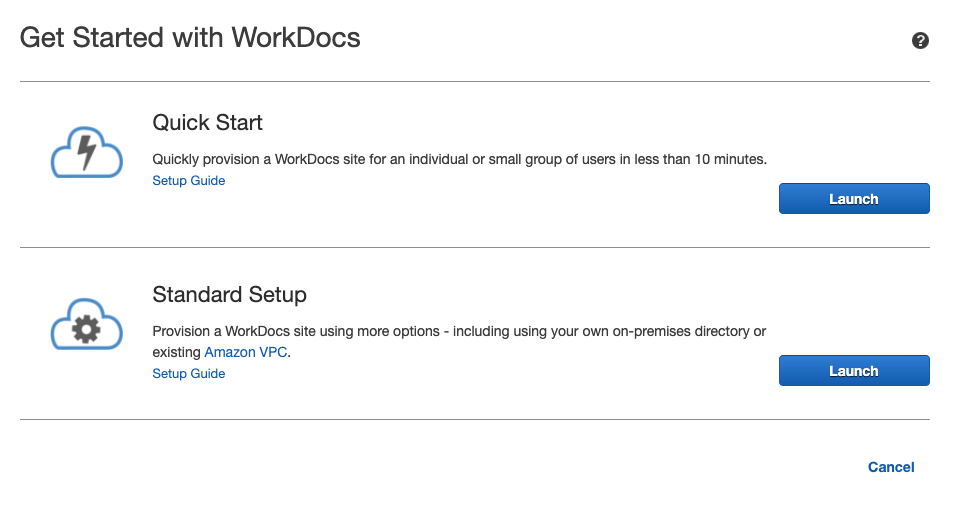 Get Started with WorkDocs
?
Quick Start
Quickly provision a WorkDocs site for an individual or small group of users in less than 10 minutes.
Setup Guide
Launch
Standard Setup
Provision a WorkDocs site using more options - including using your own on-premises directory or
existing Amazon VPC.
Setup Guide
Launch
Cancel